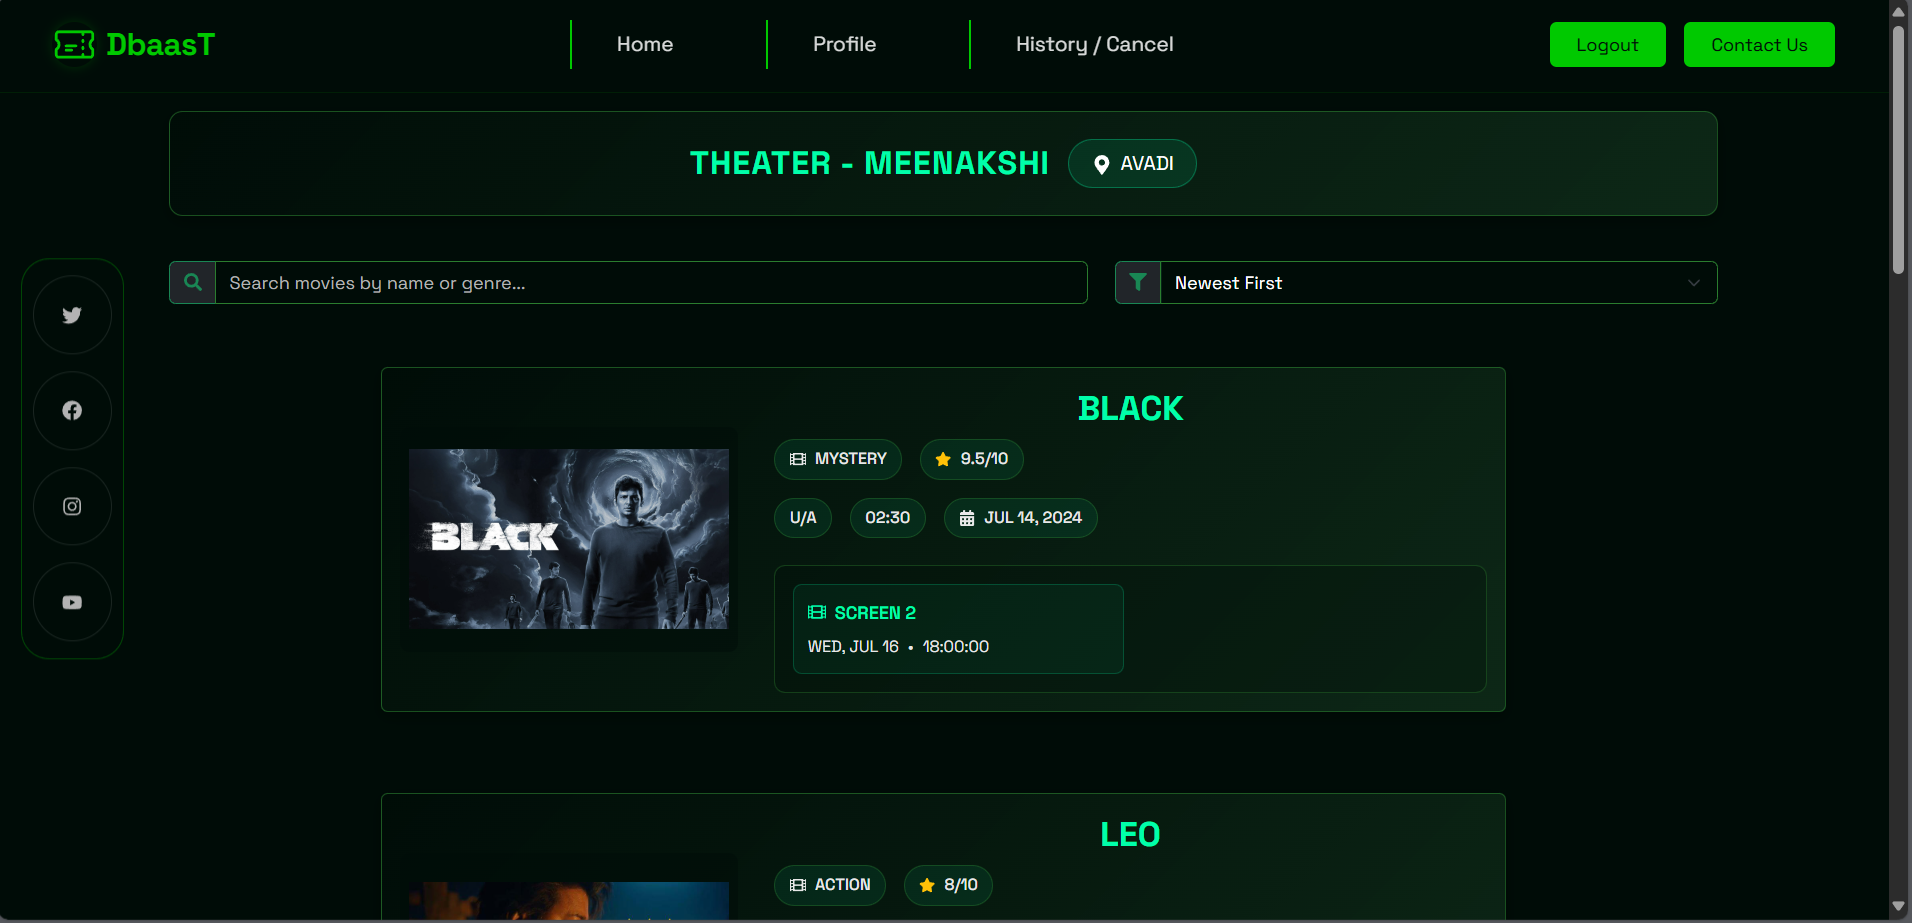 DbaasT
Home
Profile
History / Cancel
Logout
Contact Us
THEATER - MEENAKSHI
AVADI
Search movies by name or genre...
Newest First
BLACK
BLACK
MYSTERY
9.5/10
U/A
02:30
JUL 14, 2024
SCREEN 2
WED, JUL 16 • 18:00:00
LEO
ACTION
8/10